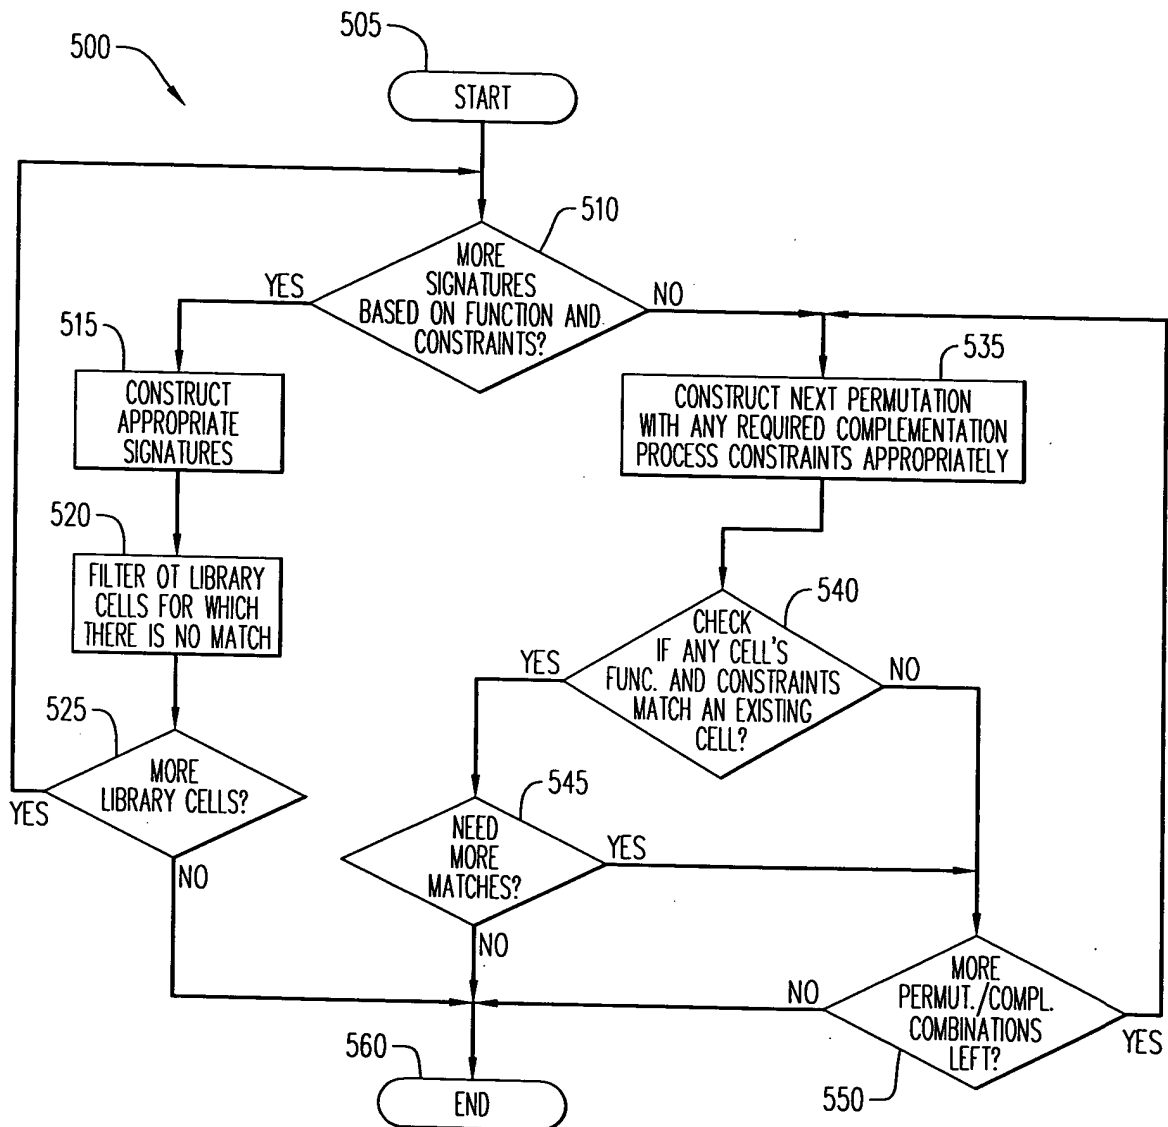 505
500
START
510
MORE
SIGNATURES
BASED ON FUNCTION AND.
CONSTRAINTS?
YES
NO
515
CONSTRUCT
APPROPRIATE
SIGNATURES
535
CONSTRUCT NEXT PERMUTATION
WITH ANY REQUIRED COMPLEMENTATION
PROCESS CONSTRAINTS APPROPRIATELY
520
FILTER OT LIBRARY
CELLS FOR WHICH
THERE IS NO MATCH
540
CHECK
IF ANY CELL'S
FUNC. AND CONSTRAINTS
MATCH AN EXISTING
CELL?
YES
NO
525
MORE
LIBRARY CELLS?
YES
NO
545
NEED
MORE
MATCHES?
YES
NO
MORE
PERMUT./COMPL.
COMBINATIONS
LEFT?
NO
YES
550
560
END